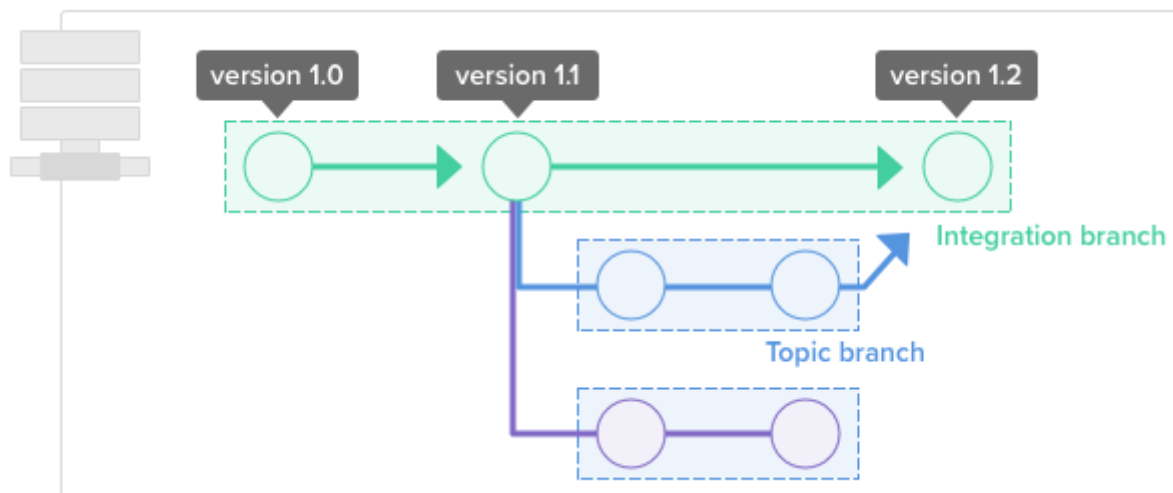 version 1.0
version 1.1
version 1.2
Integration branch
Topic branch